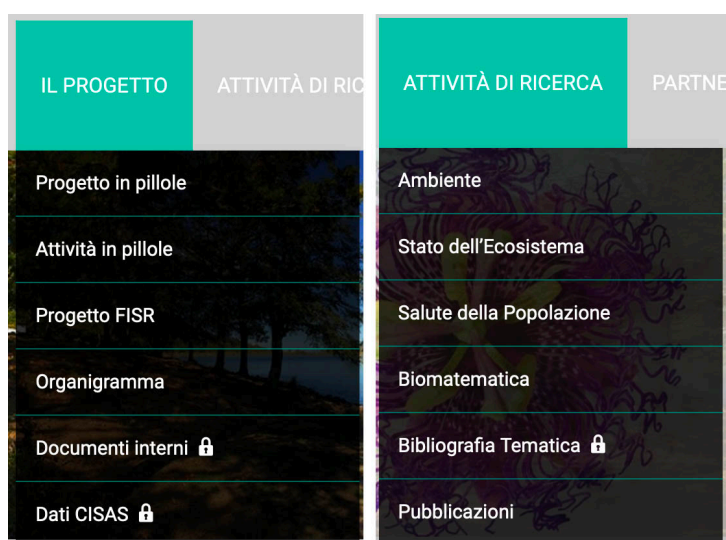 IL PROGETTO
ATTIVITÀ DI RIC
Progetto in pillole
Attività in pillole
Progetto FISR
Organigramma
Documenti interni
Dati CISAS
ATTIVITÀ DI RICERCA
PARTNE
Ambiente
Stato dell'Ecosistema
Salute della Popolazione
Biomatematica
Bibliografia Tematica
Pubblicazioni